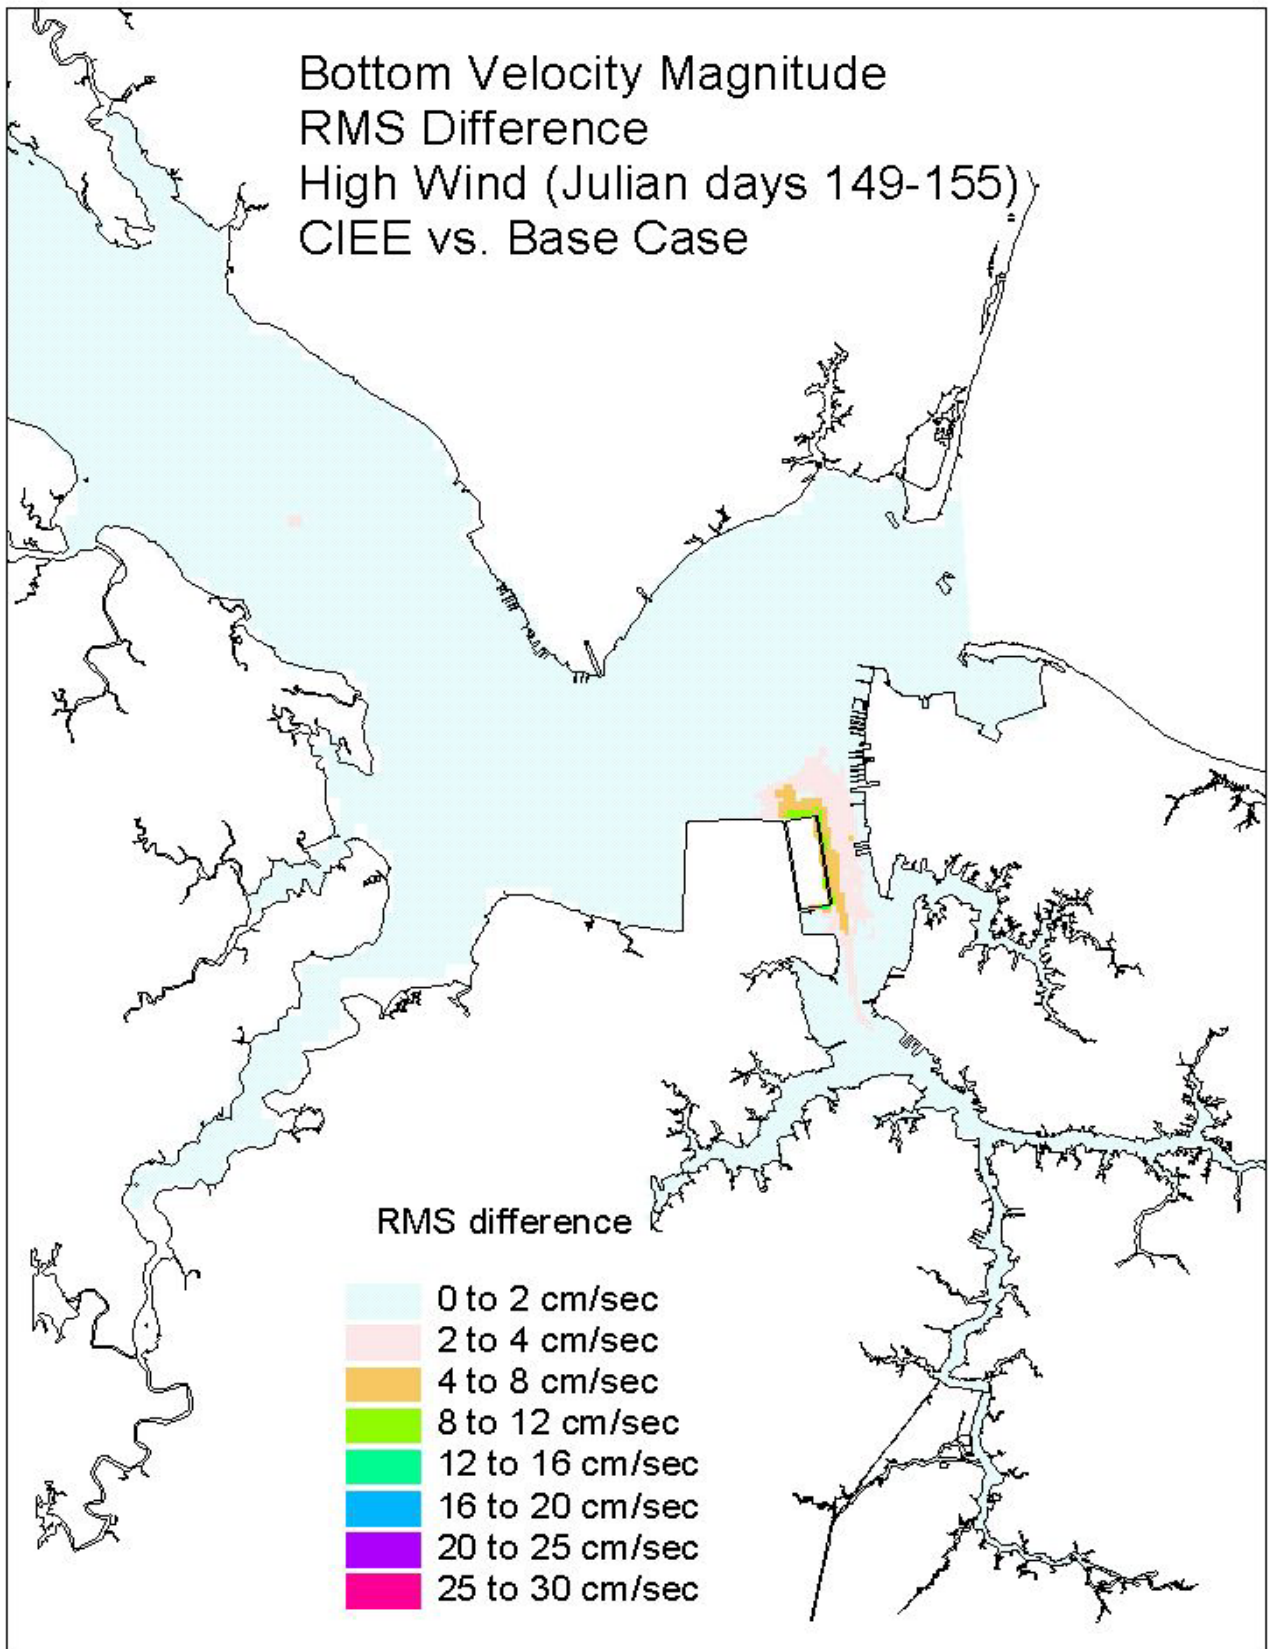 Bottom Velocity Magnitude
RMS Difference
High Wind (Julian days 149-155)
CIEE vs. Base Case
RMS difference
0 to 2 cm/sec
2 to 4 cm/sec
4 to 8 cm/sec
8 to 12 cm/sec
12 to 16 cm/sec
16 to 20 cm/sec
20 to 25 cm/sec
25 to 30 cm/sec